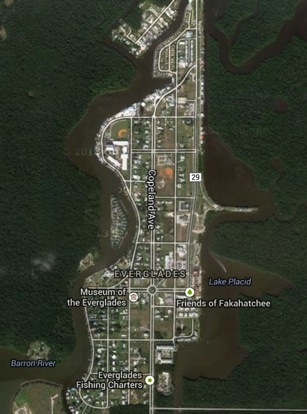 Copeland Ave
29
EVERGLADES
Lake Placid
Museum of
the Everglades
Friends of Fakahatchee
Barron River
Everglades
Fishing Charters